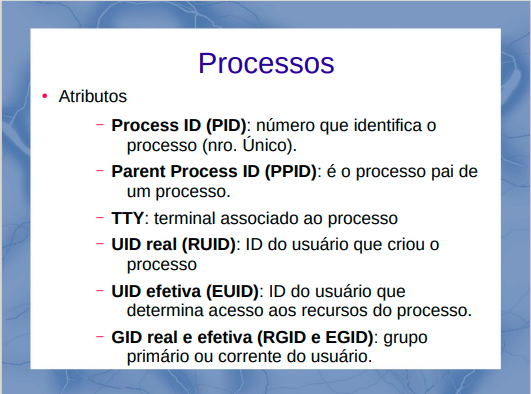 Processos
• Atributos
– Process ID (PID): número que identifica o
processo (nro. Único).
– Parent Process ID (PPID): é o processo pai de
um processo.
– TTY: terminal associado ao processo
– UID real (RUID): ID do usuário que criou o
processo
– UID efetiva (EUID): ID do usuário que
determina acesso aos recursos do processo.
– GID real e efetiva (RGID e EGID): grupo
primário ou corrente do usuário.